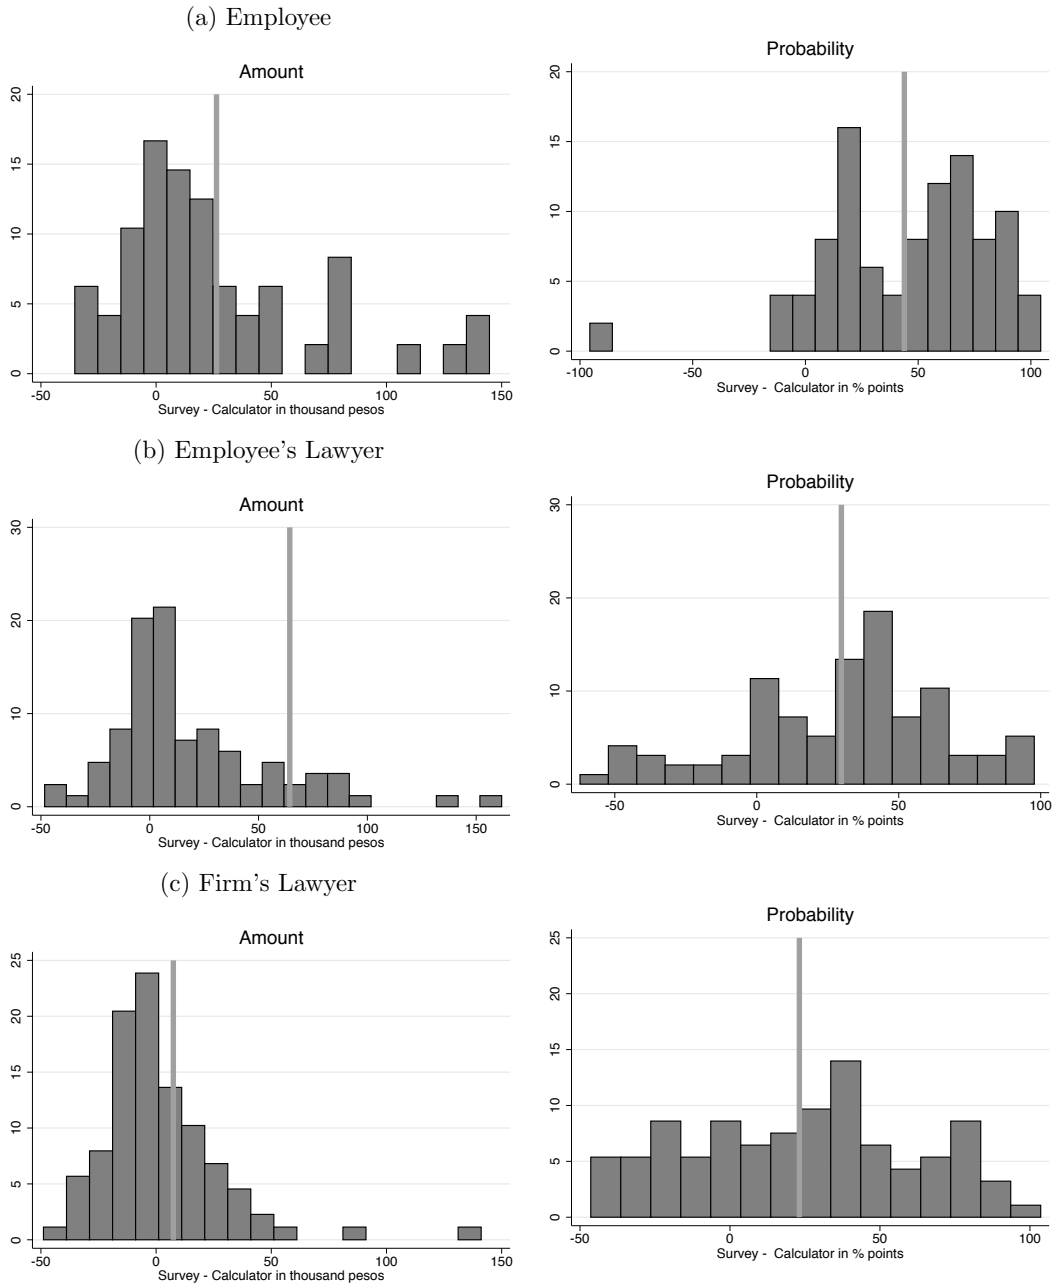 (a) Employee
Amount
20
15
10
5
0
-50 0 50 100 150
Survey - Calculator in thousand pesos
Probability
20
15
10
5
0
-100 -50 0 50 100
Survey - Calculator in % points
(b) Employee's Lawyer
Amount
30
20
10
0
-50 0 50 100 150
Survey - Calculator in thousand pesos
Probability
30
20
10
0
-50 0 50 100
Survey - Calculator in % points
(c) Firm's Lawyer
Amount
25
20
15
10
5
0
-50 0 50 100 150
Survey - Calculator in thousand pesos
Probability
25
20
15
10
5
0
-50 0 50 100
Survey - Calculator in % points